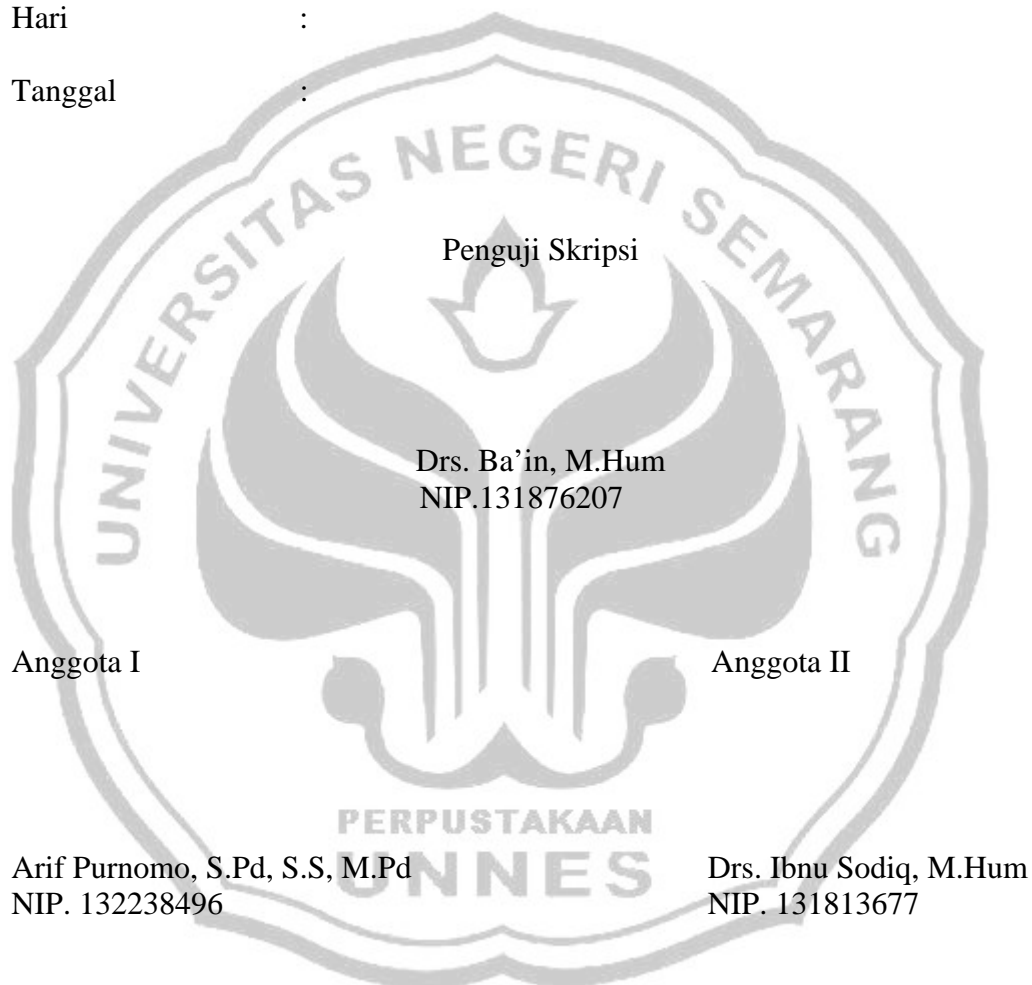 Hari :
Tanggal :
UNIVERSITAS NEGERI SEMARANG
Penguji Skripsi
Drs. Ba’in, M.Hum
NIP.131876207
Anggota I Anggota II
PERPUSTAKAAN
UNNES
Arif Purnomo, S.Pd, S.S, M.Pd Drs. Ibnu Sodiq, M.Hum
NIP. 132238496 NIP. 131813677